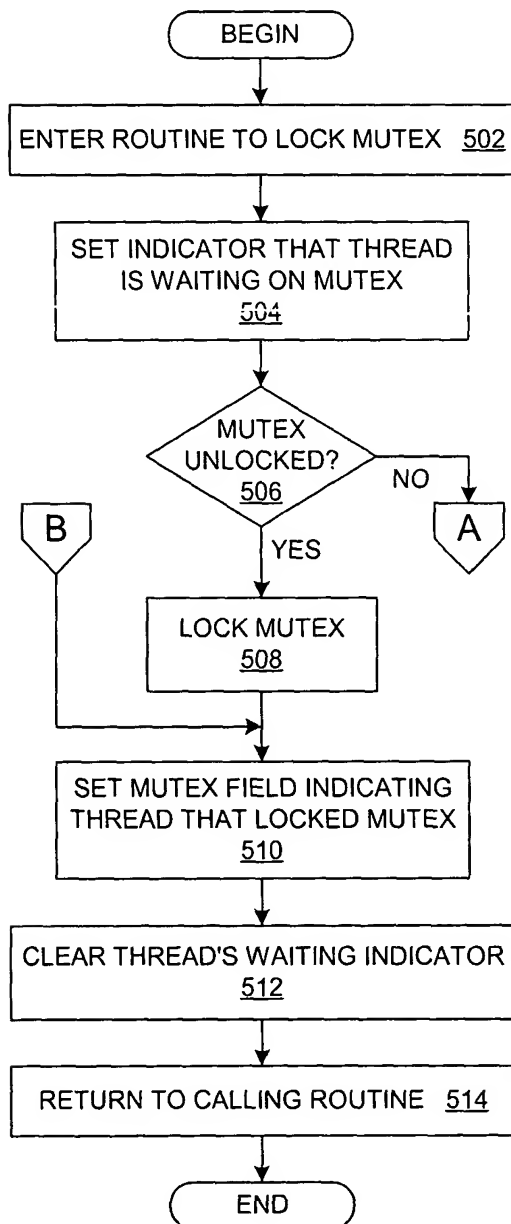 BEGIN
ENTER ROUTINE TO LOCK MUTEX 502
SET INDICATOR THAT THREAD
IS WAITING ON MUTEX
504
MUTEX
UNLOCKED?
506
NO
B
A
YES
LOCK MUTEX
508
SET MUTEX FIELD INDICATING
THREAD THAT LOCKED MUTEX
510
CLEAR THREAD'S WAITING INDICATOR
512
RETURN TO CALLING ROUTINE 514
END